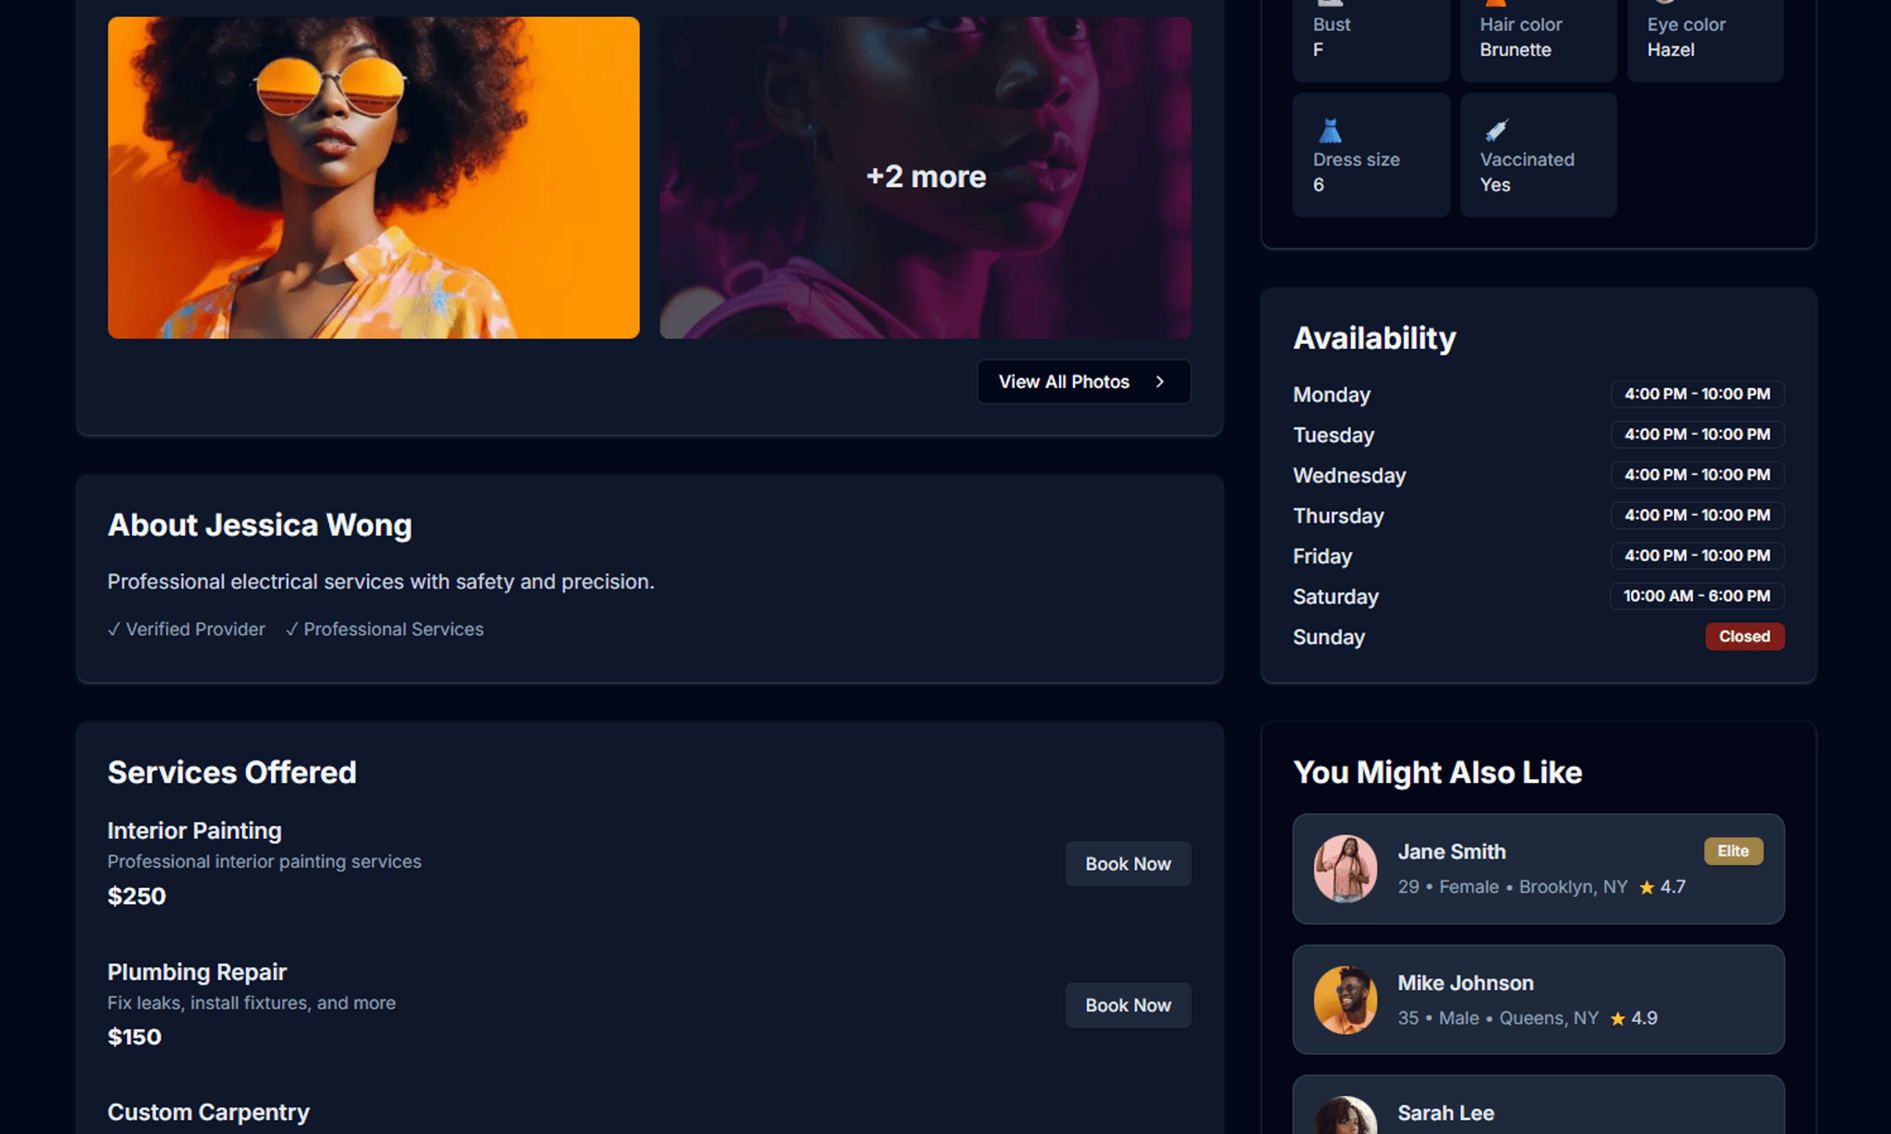 +2 more
View All Photos
About Jessica Wong
Professional electrical services with safety and precision.
✓ Verified Provider ✓ Professional Services
Services Offered
Interior Painting
Professional interior painting services
$250
Book Now
Plumbing Repair
Fix leaks, install fixtures, and more
$150
Book Now
Custom Carpentry
Bust
F
Hair color
Brunette
Eye color
Hazel
Dress size
6
Vaccinated
Yes
Availability
Monday 4:00 PM - 10:00 PM
Tuesday 4:00 PM - 10:00 PM
Wednesday 4:00 PM - 10:00 PM
Thursday 4:00 PM - 10:00 PM
Friday 4:00 PM - 10:00 PM
Saturday 10:00 AM - 6:00 PM
Sunday Closed
You Might Also Like
Jane Smith Elite
29 • Female • Brooklyn, NY ★ 4.7
Mike Johnson
35 • Male • Queens, NY ★ 4.9
Sarah Lee